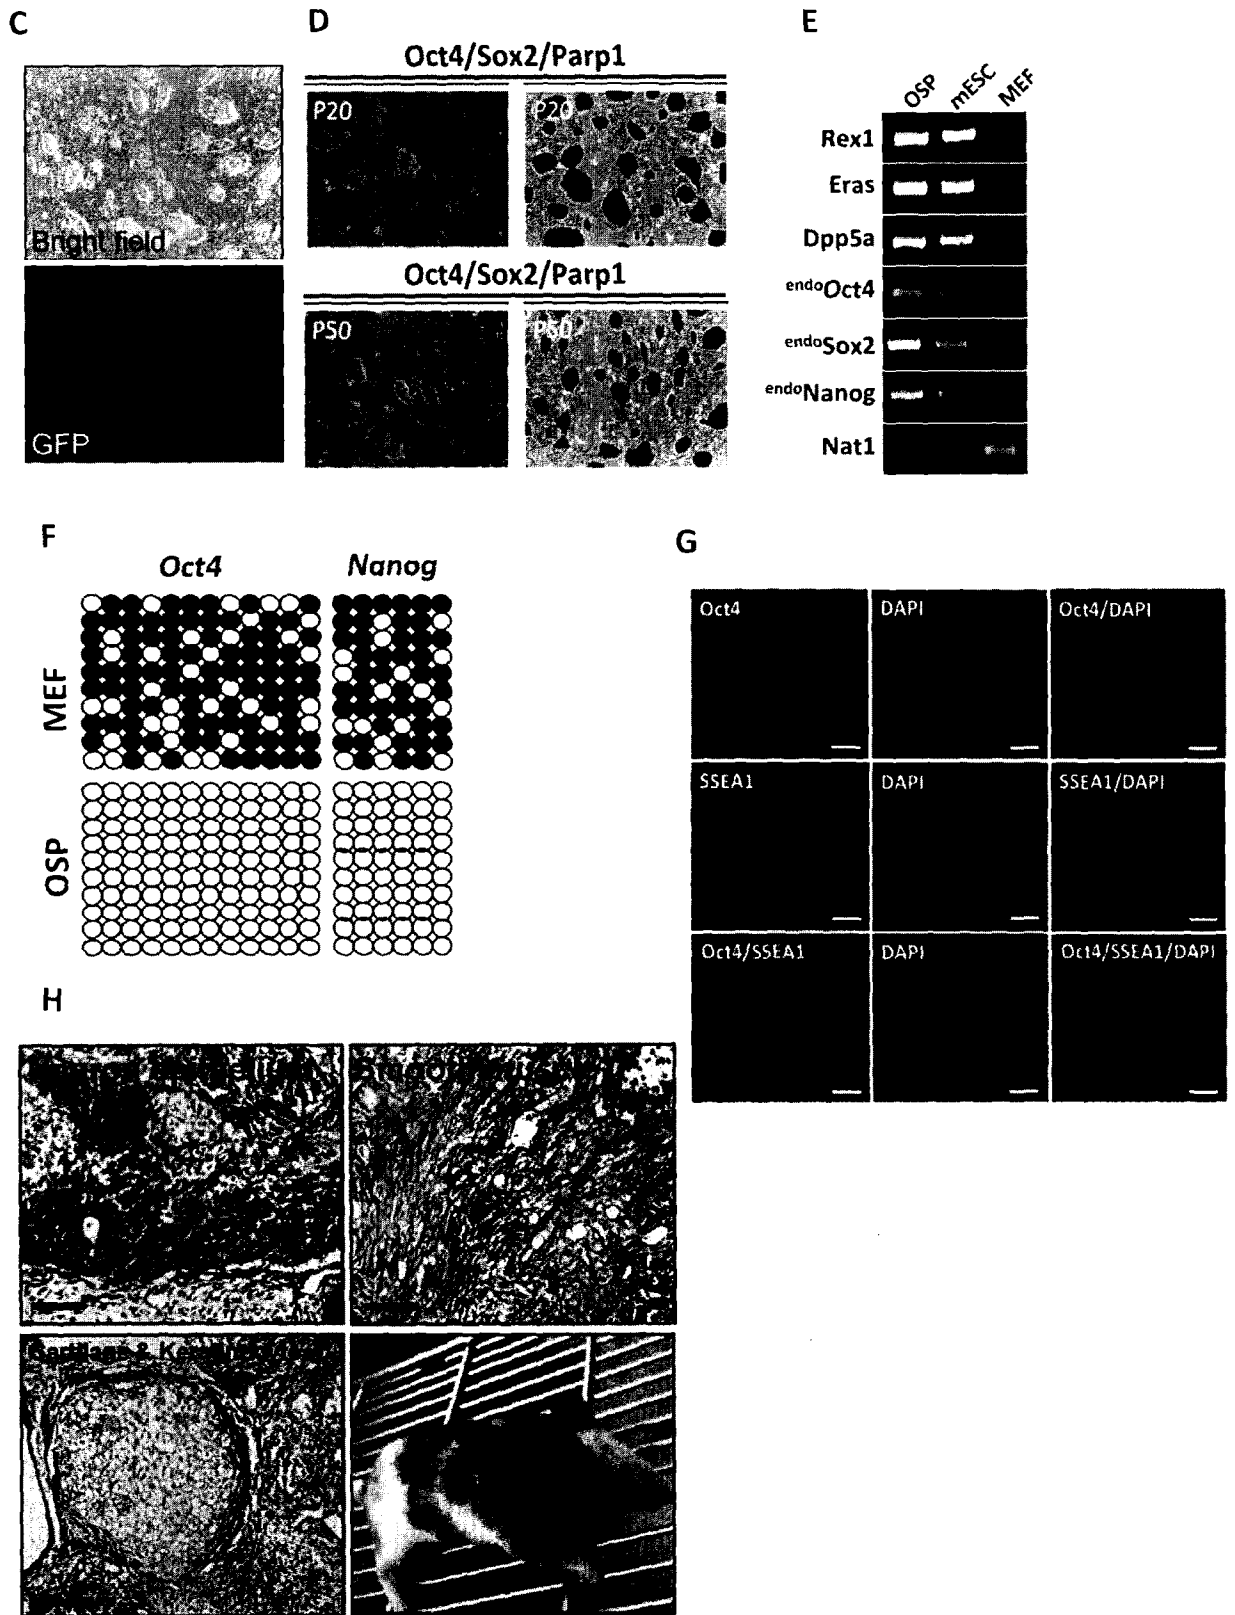 C
D
E
Oct4/Sox2/Parp1
OSP mESC MEF
Bright field
GFP
P20
P20
Oct4/Sox2/Parp1
P50
Rex1
Eras
Dpp5a
endoOct4
endoSox2
endoNanog
Nat1
F
G
Oct4
Nanog
MEF
OSP
Oct4
DAPI
Oct4/DAPI
SSEA1
DAPI
SSEA1/DAPI
Oct4/SSEA1
DAPI
Oct4/SSEA1/DAPI
H
Cartilage &